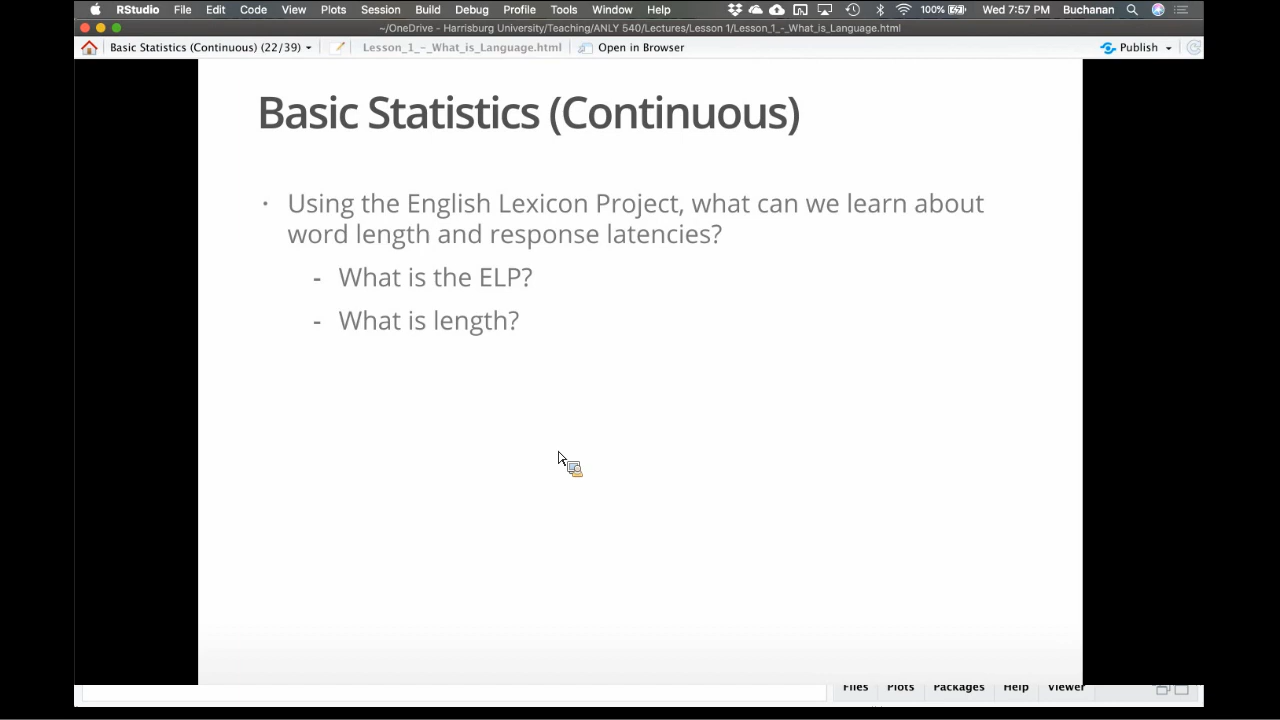 RStudio File Edit Code View Plots Session Build Debug Profile Tools Window Help 100% Wed 7:57 PM Buchanan
~/OneDrive - Harrisburg University/Teaching/ANLY 540/Lectures/Lesson 1/Lesson_1_-_What_is_Language.html
Basic Statistics (Continuous) (22/39) Lesson_1_-_What_is_Language.html Open in Browser Publish
Basic Statistics (Continuous)
· Using the English Lexicon Project, what can we learn about
word length and response latencies?
- What is the ELP?
- What is length?
Files Plots Packages Help Viewer